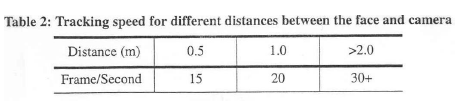 Table 2: Tracking speed for different distances between the face and camera
Distance (m) 0.5 1.0 >2.0
Frame/Second 15 20 30+